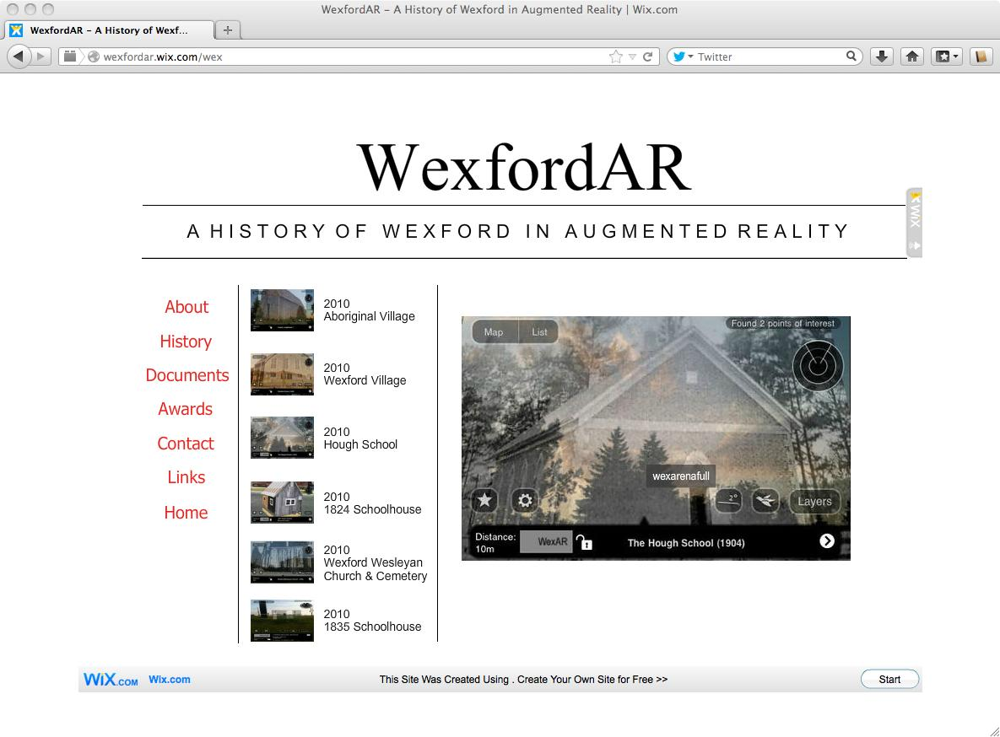 WexfordAR – A History of Wexford in Augmented Reality | Wix.com
WexfordAR – A History of Wexf...
wexfordar.wix.com/wex
Twitter
WexfordAR
A HISTORY OF WEXFORD IN AUGMENTED REALITY
WiX
About
History
Documents
Awards
Contact
Links
Home
2010
Aboriginal Village
2010
Wexford Village
2010
Hough School
2010
1824 Schoolhouse
2010
Wexford Wesleyan
Church & Cemetery
2010
1835 Schoolhouse
Map
List
Found 2 points of interest
wexarenafull
2°
Layers
Distance:
10m
WexAR
The Hough School (1904)
WiX.COM
Wix.com
This Site Was Created Using . Create Your Own Site for Free >>
Start